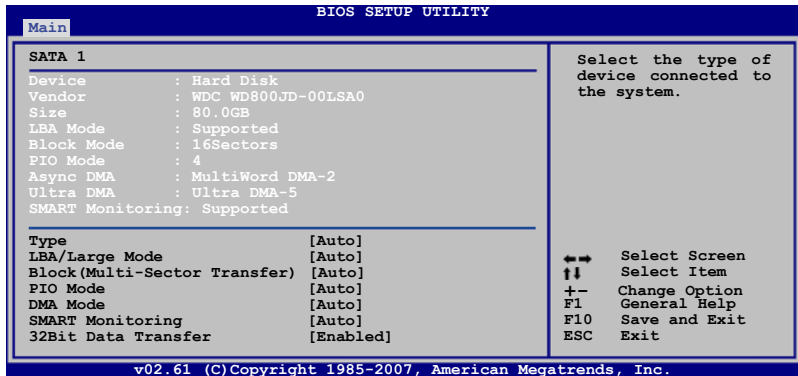 BIOS SETUP UTILITY
Main
SATA 1
Device : Hard Disk
Vendor : WDC WD800JD-00LSA0
Size : 80.0GB
LBA Mode : Supported
Block Mode : 16Sectors
PIO Mode : 4
Async DMA : MultiWord DMA-2
Ultra DMA : Ultra DMA-5
SMART Monitoring: Supported
Type [Auto]
LBA/Large Mode [Auto]
Block(Multi-Sector Transfer) [Auto]
PIO Mode [Auto]
DMA Mode [Auto]
SMART Monitoring [Auto]
32Bit Data Transfer [Enabled]
Select the type of
device connected to
the system.
←→ Select Screen
↑↓ Select Item
+- Change Option
F1 General Help
F10 Save and Exit
ESC Exit
v02.61 (C)Copyright 1985-2007, American Megatrends, Inc.